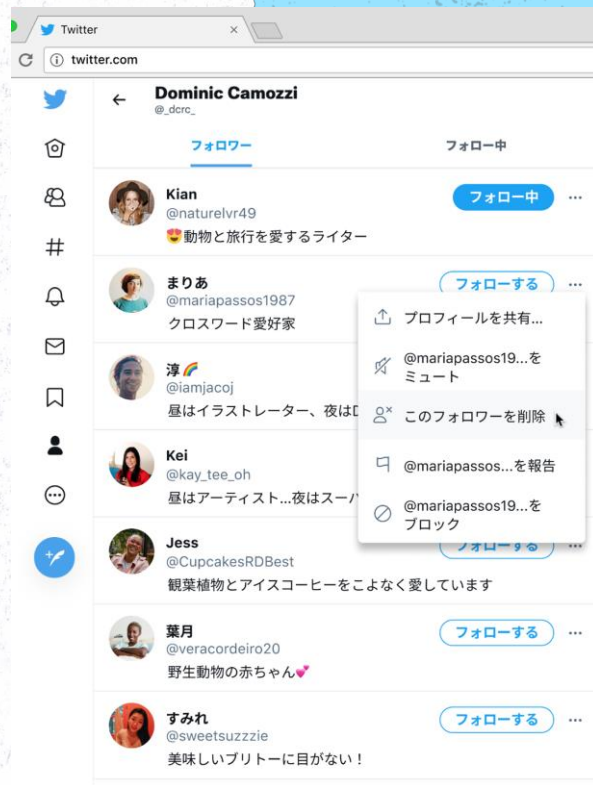 Twitter
twitter.com
Dominic Camozzi
@_dcrc_
フォロワー
フォロー中
Kian
フォロー中
@naturelvr49
😍動物と旅行を愛するライター
まりあ
フォローする
@mariapassos1987
クロスワード愛好家
プロフィールを共有...
@mariapassos19...を
ミュート
このフォロワーを削除
@mariapassos...を報告
@mariapassos19...を
ブロック
淳🌈
@iamjacoj
昼はイラストレーター、夜はD
Kei
@kay_tee_oh
昼はアーティスト...夜はスーパ
Jess
フォローする
@CupcakesRDBest
観葉植物とアイスコーヒーをこよなく愛しています
葉月
フォローする
@veracordeiro20
野生動物の赤ちゃん💕
すみれ
フォローする
@sweetsuzzzie
美味しいブリトーに目がない！